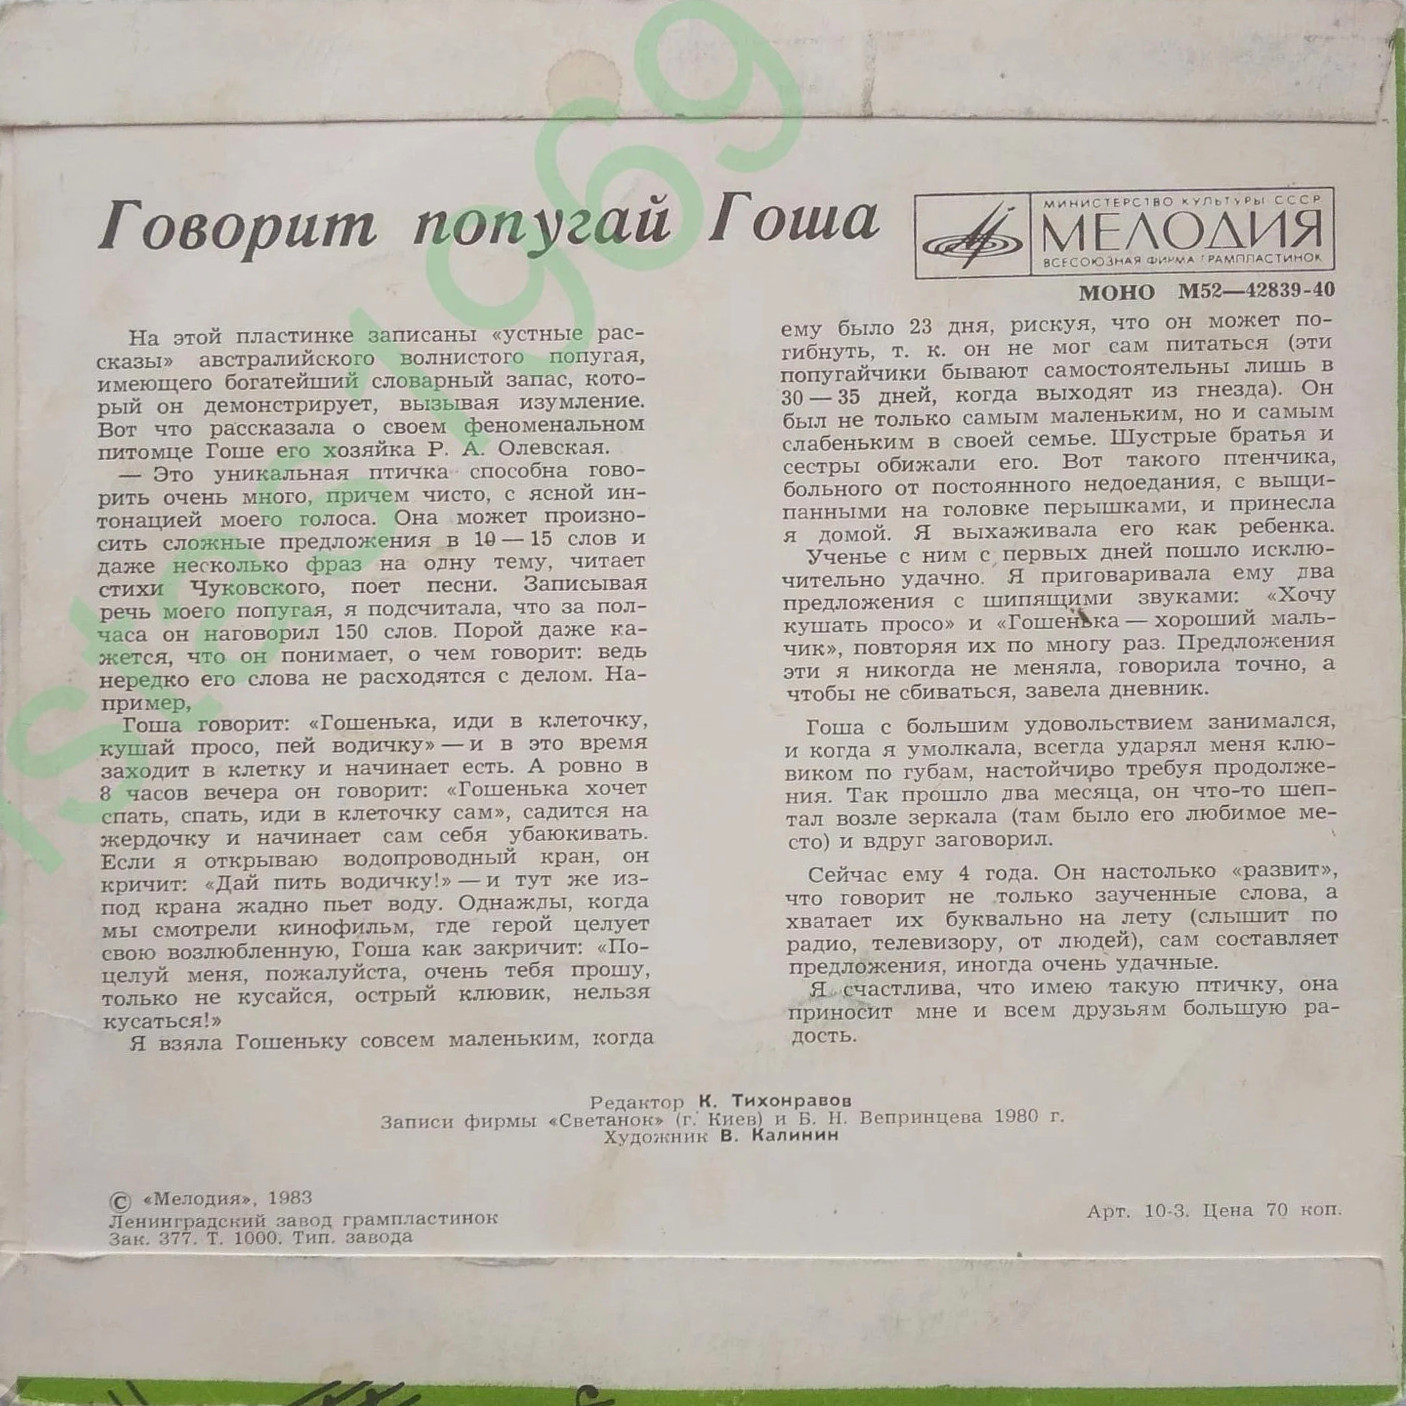 Говорит попугай Гоша
МИНИСТЕРСТВО КУЛЬТУРЫ СССР
МЕЛОДИЯ
ВСЕСОЮЗНАЯ ФИРМА ГРАМПЛАСТИНОК
МОНО М52—42839-40
На этой пластинке записаны «устные рас-
сказы» австралийского волнистого попугая,
имеющего богатейший словарный запас, кото-
рый он демонстрирует, вызывая изумление.
Вот что рассказала о своем феноменальном
питомце Гоше его хозяйка Р. А. Олевская.
— Это уникальная птичка способна гово-
рить очень много, причем чисто, с ясной ин-
тонацией моего голоса. Она может произно-
сить сложные предложения в 10—15 слов и
даже несколько фраз на одну тему, читает
стихи Чуковского, поет песни. Записывая
речь моего попугая, я подсчитала, что за пол-
часа он наговорил 150 слов. Порой даже ка-
жется, что он понимает, о чем говорит: ведь
нередко его слова не расходятся с делом. На-
пример,
Гоша говорит: «Гошенька, иди в клеточку,
кушай просо, пей водичку» — и в это время
заходит в клетку и начинает есть. А ровно в
8 часов вечера он говорит: «Гошенька хочет
спать, спать, иди в клеточку сам», садится на
жердочку и начинает сам себя убаюкивать.
Если я открываю водопроводный кран, он
кричит: «Дай пить водичку!» — и тут же из-
под крана жадно пьет воду. Однажды, когда
мы смотрели кинофильм, где герой целует
свою возлюбленную, Гоша как закричит: «По-
целуй меня, пожалуйста, очень тебя прошу,
только не кусайся, острый клювик, нельзя
кусаться!»
Я взяла Гошеньку совсем маленьким, когда
ему было 23 дня, рискуя, что он может по-
гибнуть, т. к. он не мог сам питаться (эти
попугайчики бывают самостоятельны лишь в
30—35 дней, когда выходят из гнезда). Он
был не только самым маленьким, но и самым
слабеньким в своей семье. Шустрые братья и
сестры обижали его. Вот такого птенчика,
больного от постоянного недоедания, с выщи-
панными на головке перышками, и принесла
я домой. Я выхаживала его как ребенка.
Ученье с ним с первых дней пошло исклю-
чительно удачно. Я приговаривала ему два
предложения с шипящими звуками: «Хочу
кушать просо» и «Гошенька — хороший маль-
чик», повторяя их по многу раз. Предложения
эти я никогда не меняла, говорила точно, а
чтобы не сбиваться, завела дневник.
Гоша с большим удовольствием занимался,
и когда я умолкала, всегда ударял меня клю-
виком по губам, настойчиво требуя продолже-
ния. Так прошло два месяца, он что-то шеп-
тал возле зеркала (там было его любимое ме-
сто) и вдруг заговорил.
Сейчас ему 4 года. Он настолько «развит»,
что говорит не только заученные слова, а
хватает их буквально на лету (слышит по
радио, телевизору, от людей), сам составляет
предложения, иногда очень удачные.
Я счастлива, что имею такую птичку, она
приносит мне и всем друзьям большую ра-
дость.
Редактор К. Тихонравов
Записи фирмы «Светанок» (г. Киев) и Б. Н. Вепринцева 1980 г.
Художник В. Калинин
© «Мелодия», 1983
Ленинградский завод грампластинок
Зак. 377. Т. 1000. Тип. завода
Арт. 10-3. Цена 70 коп.